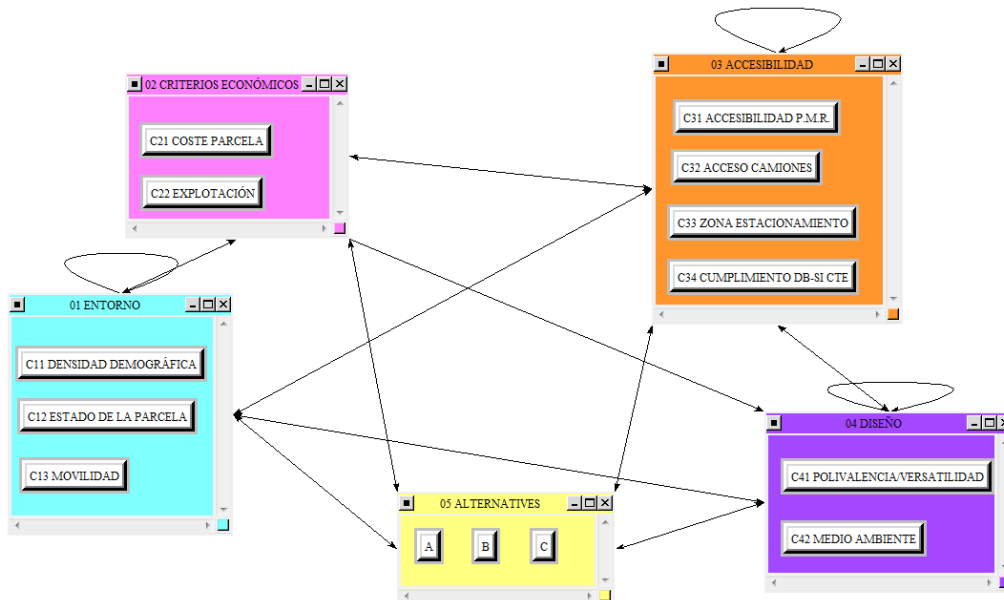 03 ACCESIBILIDAD
C31 ACCESIBILIDAD P.M.R.
C32 ACCESO CAMIONES
C33 ZONA ESTACIONAMIENTO
C34 CUMPLIMIENTO DB-SI CTE
02 CRITERIOS ECONÓMICOS
C21 COSTE PARCELA
C22 EXPLOTACIÓN
01 ENTORNO
C11 DENSIDAD DEMOGRÁFICA
C12 ESTADO DE LA PARCELA
C13 MOVILIDAD
04 DISEÑO
C41 POLIVALENCIA/VERSATILIDAD
C42 MEDIO AMBIENTE
05 ALTERNATIVES
A B C